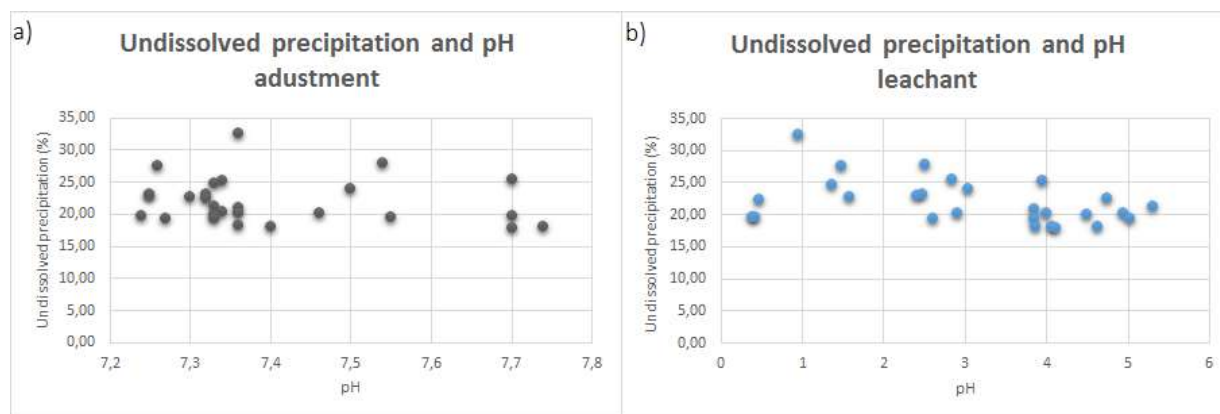 a)
Undissolved precipitation and pH
adustment
Undissolved precipitation (%)
35,00
30,00
25,00
20,00
15,00
10,00
5,00
0,00
7,2 7,3 7,4 7,5 7,6 7,7 7,8
pH
b)
Undissolved precipitation and pH
leachant
Undissolved precipitation (%)
35,00
30,00
25,00
20,00
15,00
10,00
5,00
0,00
0 1 2 3 4 5 6
pH